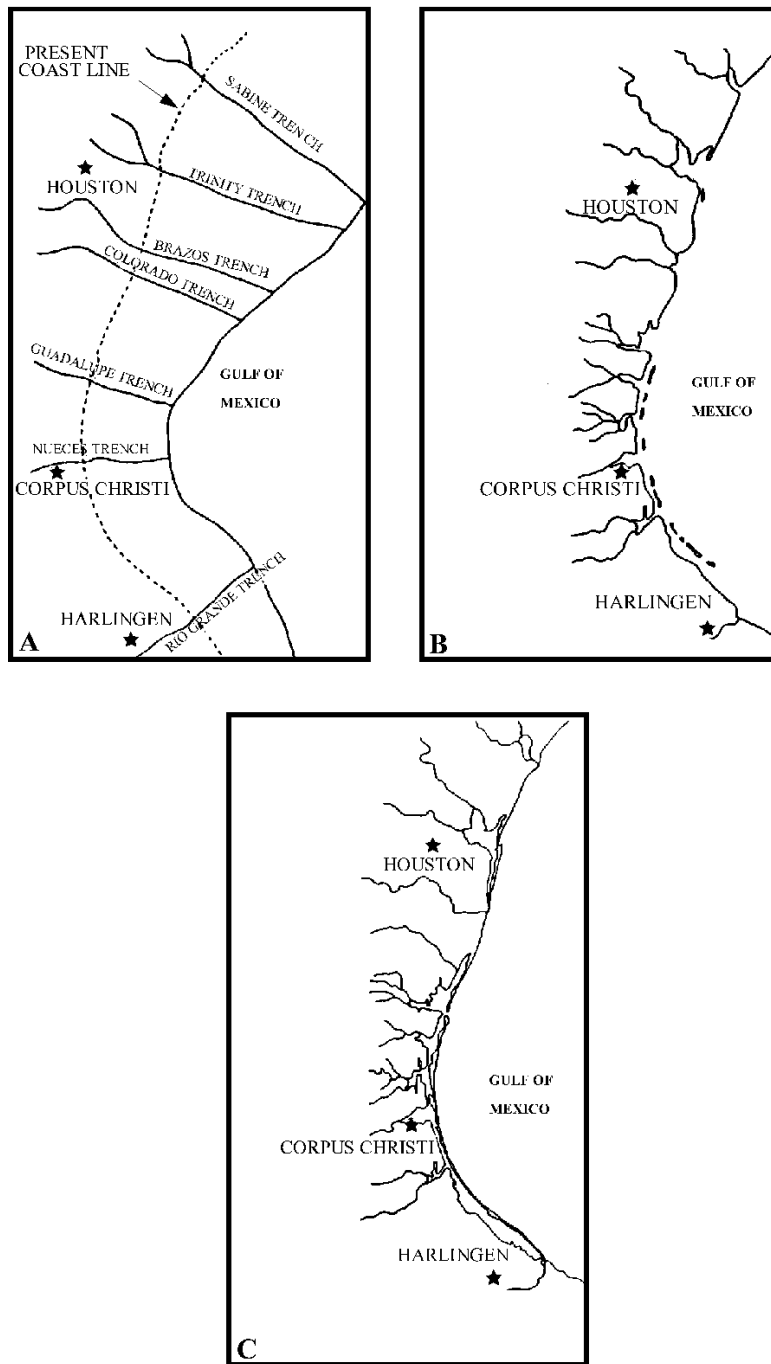 PRESENT
COAST LINE
SABINE TRENCH
TRINITY TRENCH
HOUSTON
BRAZOS TRENCH
COLORADO TRENCH
GUADALUPE TRENCH
GULF OF
MEXICO
NUECES TRENCH
CORPUS CHRISTI
RIO GRANDE TRENCH
HARLINGEN
A
HOUSTON
GULF OF
MEXICO
CORPUS CHRISTI
HARLINGEN
B
HOUSTON
GULF OF
MEXICO
CORPUS CHRISTI
HARLINGEN
C